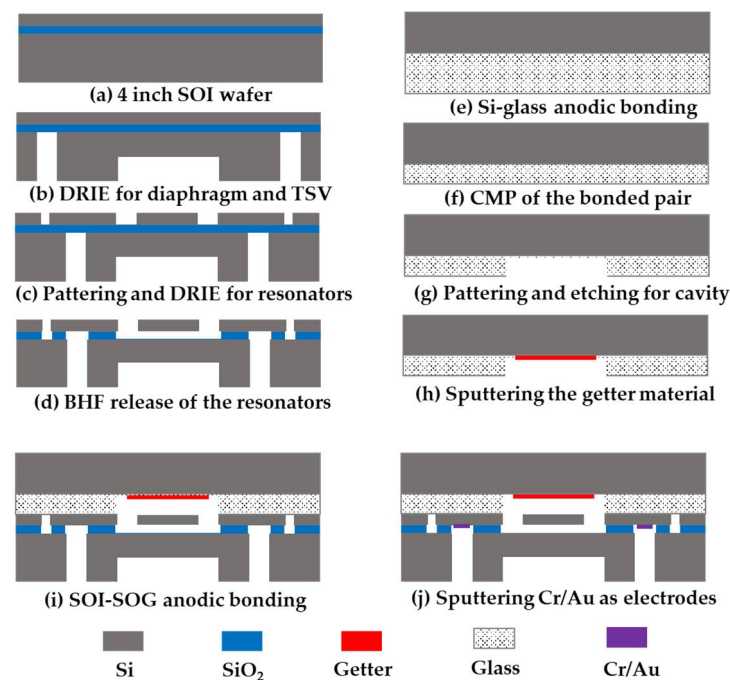 (a) 4 inch SOI wafer
(b) DRIE for diaphragm and TSV
(c) Pattering and DRIE for resonators
(d) BHF release of the resonators
(e) Si-glass anodic bonding
(f) CMP of the bonded pair
(g) Pattering and etching for cavity
(h) Sputtering the getter material
(i) SOI-SOG anodic bonding
(j) Sputtering Cr/Au as electrodes
Si
SiO₂
Getter
Glass
Cr/Au